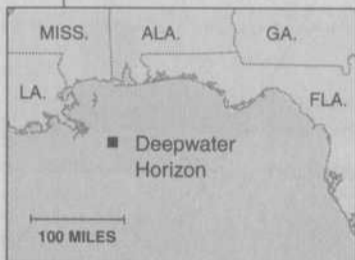 MISS.
ALA.
GA.
LA.
FLA.
Deepwater
Horizon
100 MILES